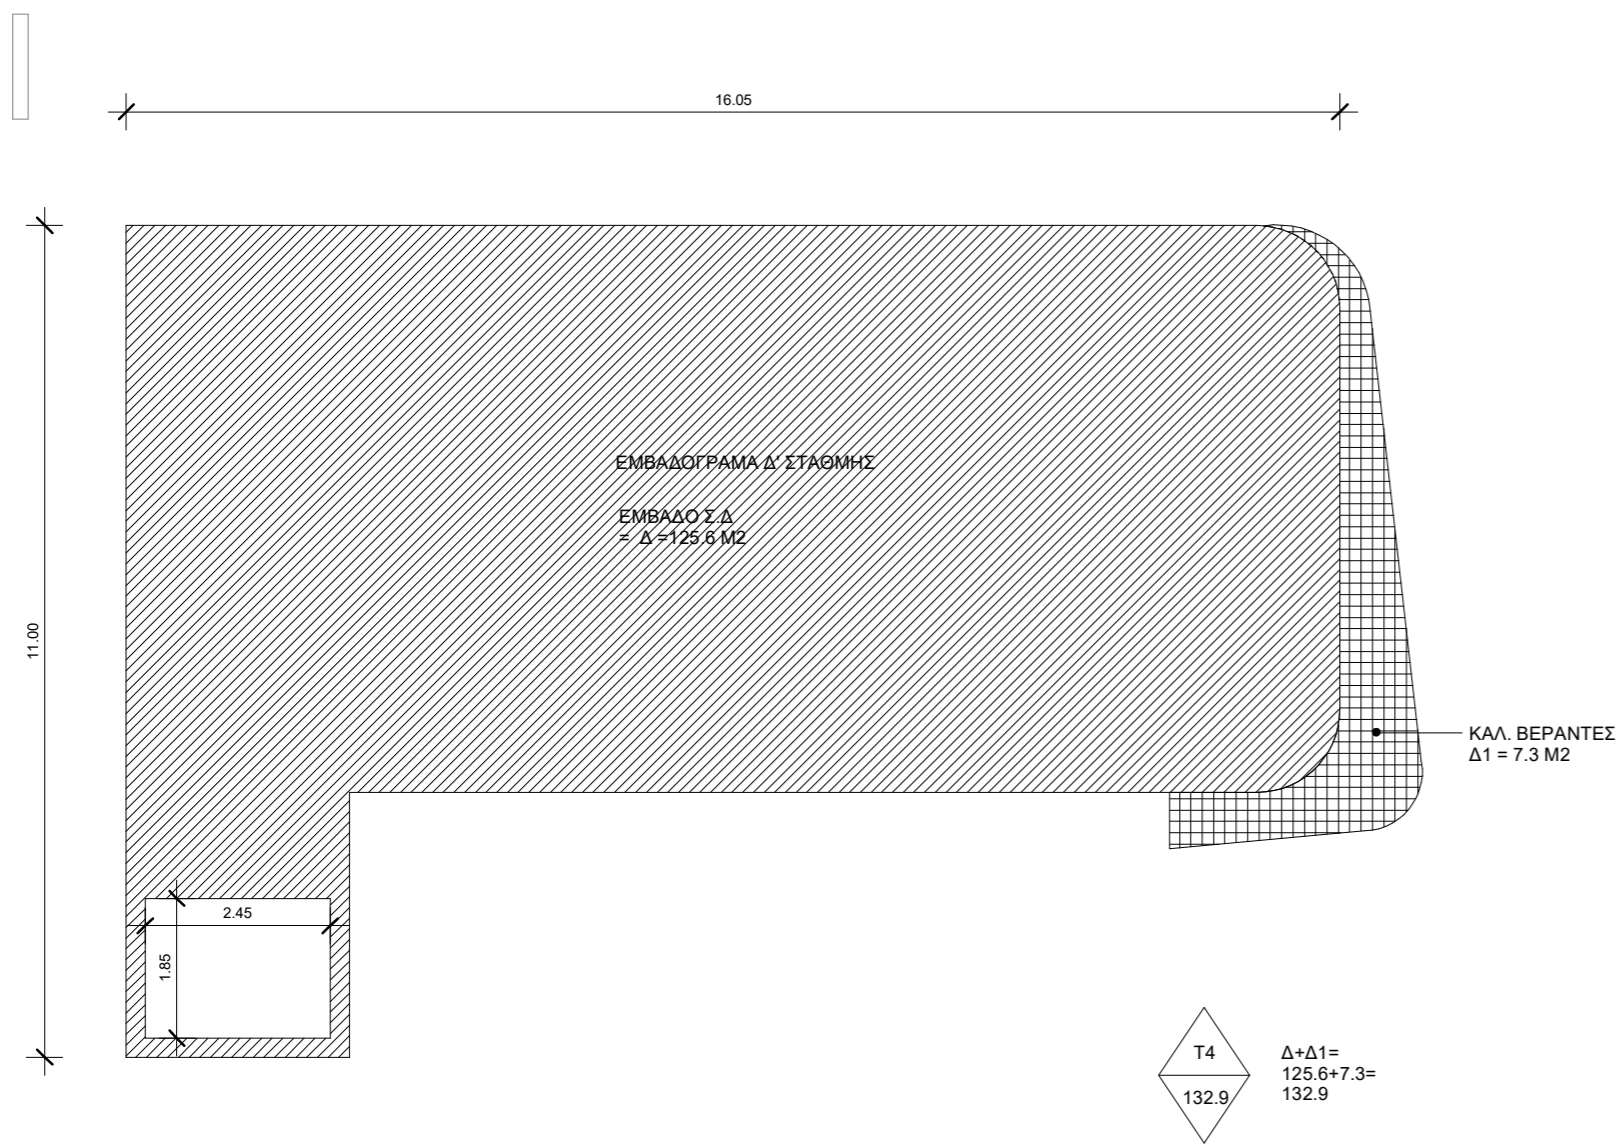 16.05
11.00
ΕΜΒΑΔΟΓΡΑΜΑ Δ' ΣΤΑΘΜΗΣ
ΕΜΒΑΔΟ Σ.Δ
= Δ =125.6 Μ2
ΚΑΛ. ΒΕΡΑΝΤΕΣ
Δ1 = 7.3 Μ2
2.45
1.85
Τ4
132.9
Δ+Δ1=
125.6+7.3=
132.9